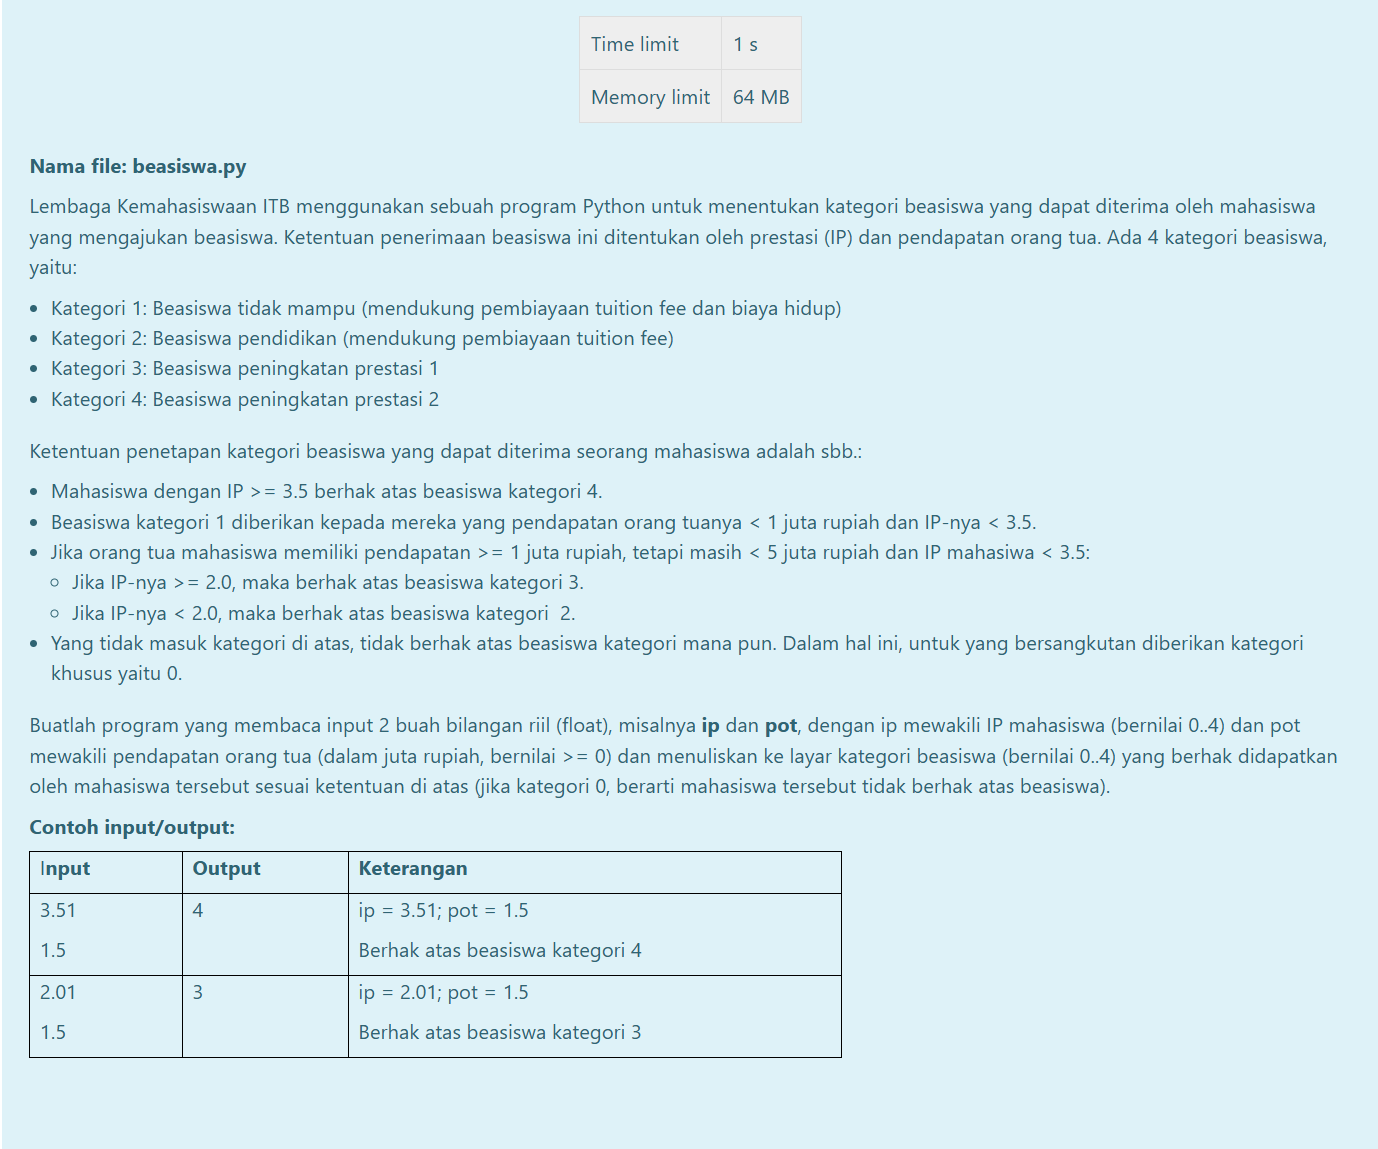 Time limit 1 s
Memory limit 64 MB
Nama file: beasiswa.py
Lembaga Kemahasiswaan ITB menggunakan sebuah program Python untuk menentukan kategori beasiswa yang dapat diterima oleh mahasiswa
yang mengajukan beasiswa. Ketentuan penerimaan beasiswa ini ditentukan oleh prestasi (IP) dan pendapatan orang tua. Ada 4 kategori beasiswa,
yaitu:
• Kategori 1: Beasiswa tidak mampu (mendukung pembiayaan tuition fee dan biaya hidup)
• Kategori 2: Beasiswa pendidikan (mendukung pembiayaan tuition fee)
• Kategori 3: Beasiswa peningkatan prestasi 1
• Kategori 4: Beasiswa peningkatan prestasi 2
Ketentuan penetapan kategori beasiswa yang dapat diterima seorang mahasiswa adalah sbb.:
• Mahasiswa dengan IP >= 3.5 berhak atas beasiswa kategori 4.
• Beasiswa kategori 1 diberikan kepada mereka yang pendapatan orang tuanya < 1 juta rupiah dan IP-nya < 3.5.
• Jika orang tua mahasiswa memiliki pendapatan >= 1 juta rupiah, tetapi masih < 5 juta rupiah dan IP mahasiwa < 3.5:
○ Jika IP-nya >= 2.0, maka berhak atas beasiswa kategori 3.
○ Jika IP-nya < 2.0, maka berhak atas beasiswa kategori 2.
• Yang tidak masuk kategori di atas, tidak berhak atas beasiswa kategori mana pun. Dalam hal ini, untuk yang bersangkutan diberikan kategori
khusus yaitu 0.
Buatlah program yang membaca input 2 buah bilangan riil (float), misalnya ip dan pot, dengan ip mewakili IP mahasiswa (bernilai 0..4) dan pot
mewakili pendapatan orang tua (dalam juta rupiah, bernilai >= 0) dan menuliskan ke layar kategori beasiswa (bernilai 0..4) yang berhak didapatkan
oleh mahasiswa tersebut sesuai ketentuan di atas (jika kategori 0, berarti mahasiswa tersebut tidak berhak atas beasiswa).
Contoh input/output:
Input Output Keterangan
3.51 4 ip = 3.51; pot = 1.5
1.5 Berhak atas beasiswa kategori 4
2.01 3 ip = 2.01; pot = 1.5
1.5 Berhak atas beasiswa kategori 3